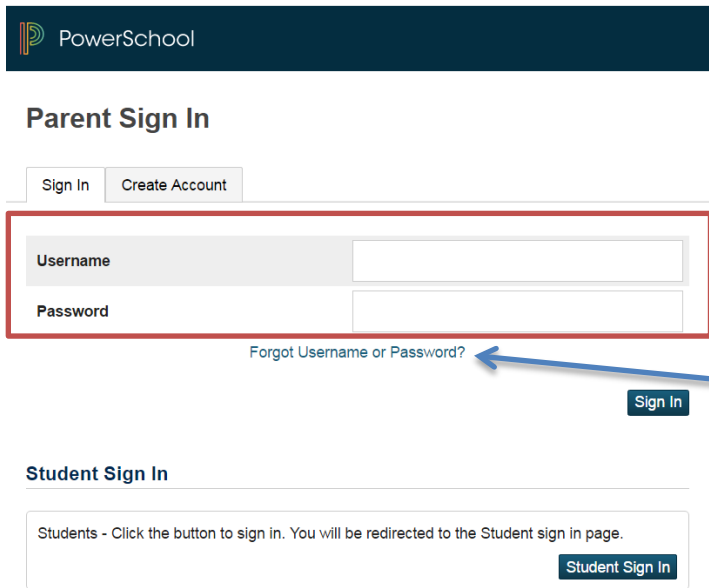 PowerSchool
Parent Sign In
Sign In
Create Account
Username
Password
Forgot Username or Password?
Sign In
Student Sign In
Students - Click the button to sign in. You will be redirected to the Student sign in page.
Student Sign In